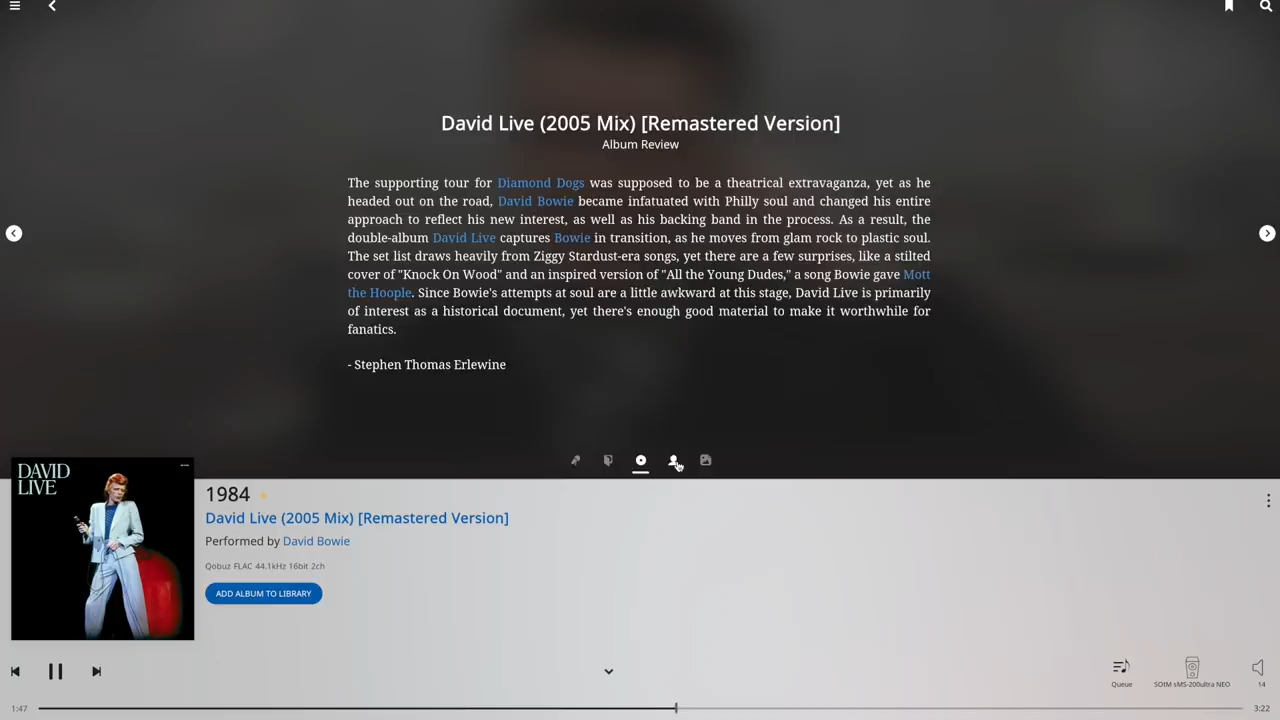 David Live (2005 Mix) [Remastered Version]
Album Review
The supporting tour for Diamond Dogs was supposed to be a theatrical extravaganza, yet as he
headed out on the road, David Bowie became infatuated with Philly soul and changed his entire
approach to reflect his new interest, as well as his backing band in the process. As a result, the
double-album David Live captures Bowie in transition, as he moves from glam rock to plastic soul.
The set list draws heavily from Ziggy Stardust-era songs, yet there are a few surprises, like a stilted
cover of "Knock On Wood" and an inspired version of "All the Young Dudes," a song Bowie gave Mott
the Hoople. Since Bowie's attempts at soul are a little awkward at this stage, David Live is primarily
of interest as a historical document, yet there's enough good material to make it worthwhile for
fanatics.
- Stephen Thomas Erlewine
DAVID
LIVE
1984
David Live (2005 Mix) [Remastered Version]
Performed by David Bowie
Qobuz FLAC 44.1kHz 16bit 2ch
ADD ALBUM TO LIBRARY
Queue
SOtM sMS-200ultra NEO
14
1:47
3:22